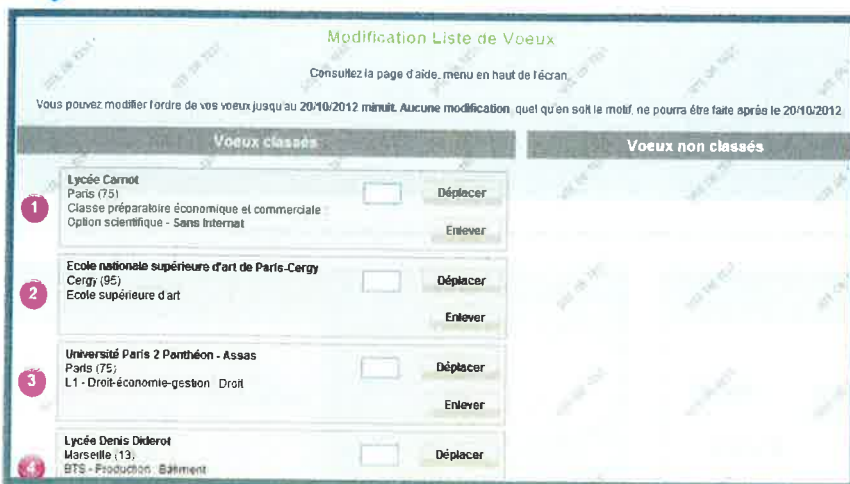 Modification Liste de Voeux
Consultez la page d'aide, menu en haut de l'écran
Vous pouvez modifier l'ordre de vos voeux jusqu'au 20/10/2012 minuit. Aucune modification, quel qu'en soit le motif, ne pourra être faite après le 20/10/2012
Voeux classés
Voeux non classés
1
Lycée Carnot
Paris (75)
Classe préparatoire économique et commerciale
Option scientifique - Sans Internat
Déplacer
Enlever
2
Ecole nationale supérieure d'art de Paris-Cergy
Cergy (95)
Ecole supérieure d'art
Déplacer
Enlever
3
Université Paris 2 Panthéon - Assas
Paris (75)
L1 - Droit-économie-gestion Droit
Déplacer
Enlever
4
Lycée Denis Diderot
Marseille (13)
BTS - Production Bâtiment
Déplacer